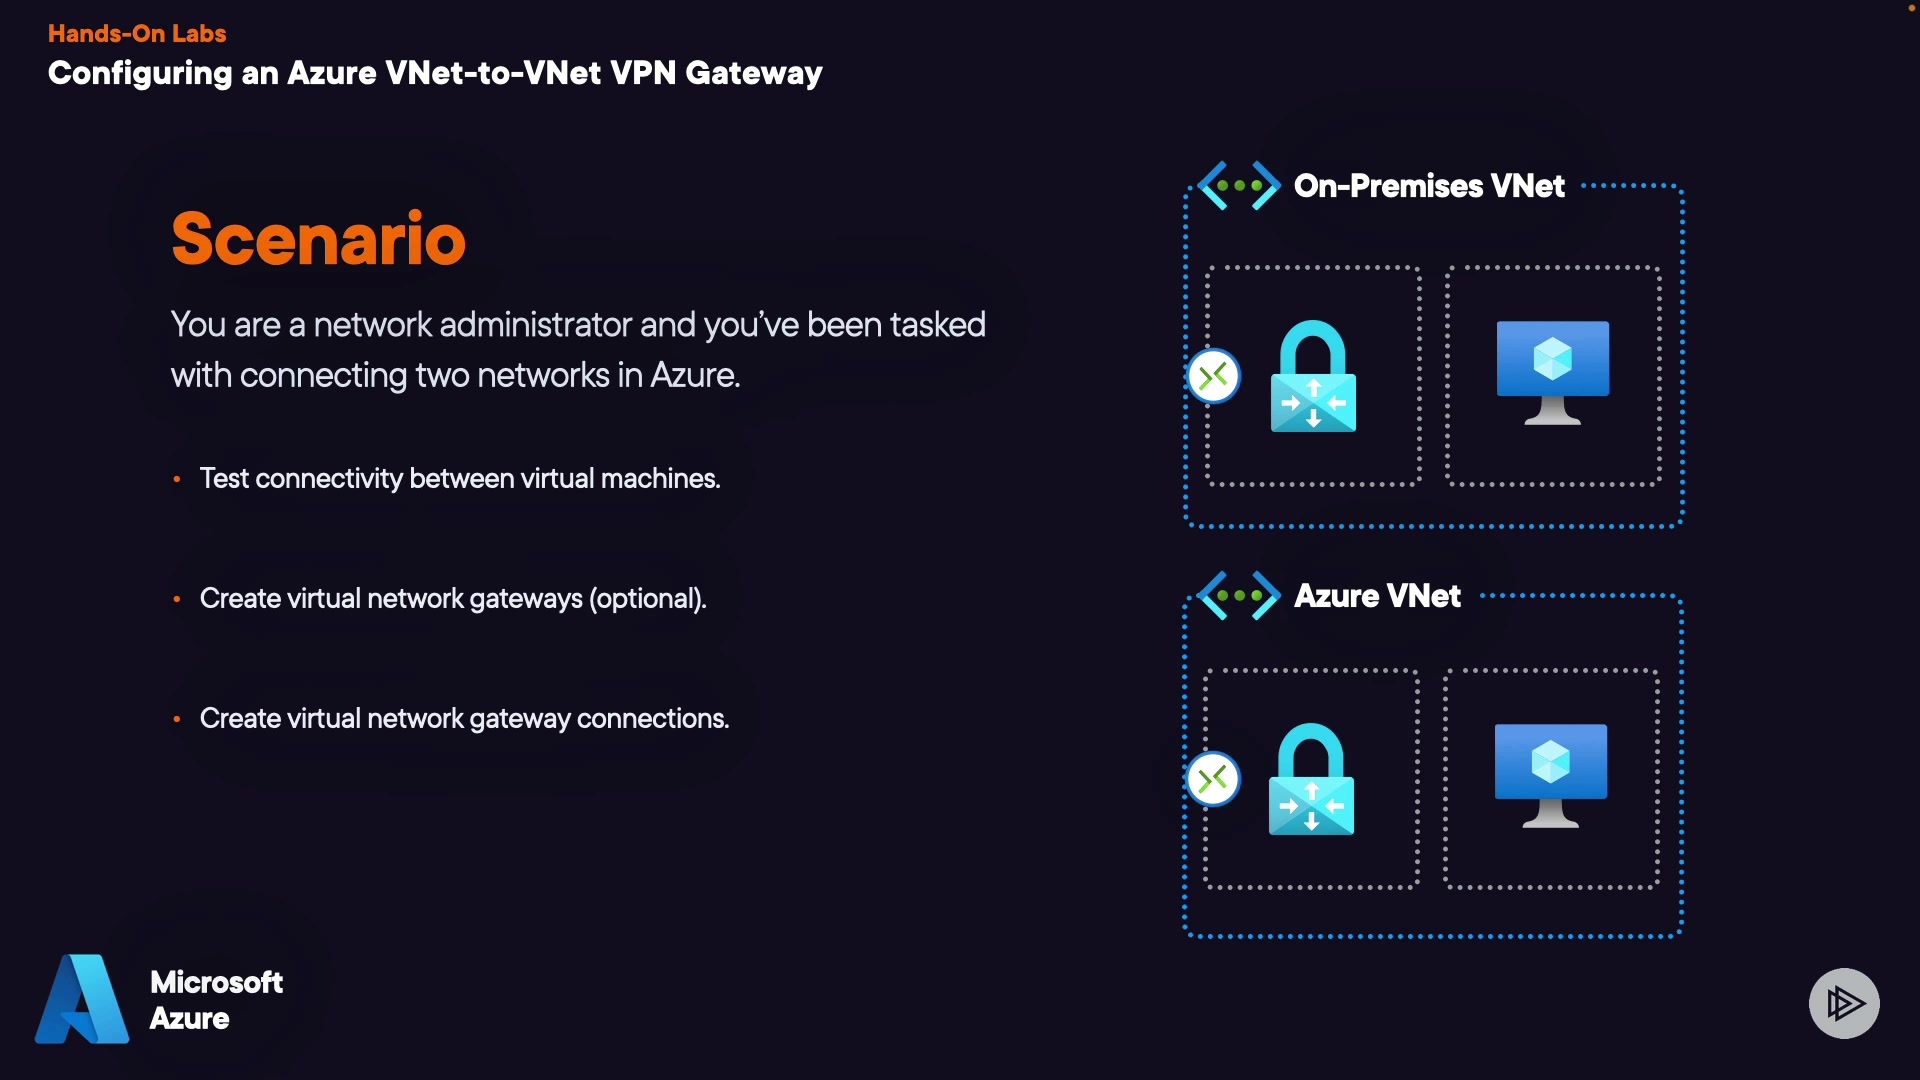 Hands-On Labs
Configuring an Azure VNet-to-VNet VPN Gateway
Scenario
You are a network administrator and you’ve been tasked
with connecting two networks in Azure.
• Test connectivity between virtual machines.
• Create virtual network gateways (optional).
• Create virtual network gateway connections.
On-Premises VNet
Azure VNet
Microsoft
Azure